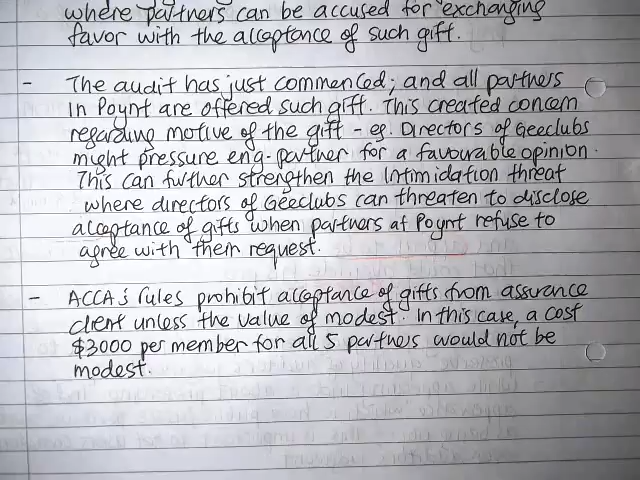 where partners can be accused for exchanging
favor with the acceptance of such gift.
- The audit has just commenced; and all partners
in Poynt are offered such gift. This created concern
regarding motive of the gift - eg. Directors of Geeclubs
might pressure eng. partner for a favourable opinion.
This can further strengthen the Intimidation threat
where directors of Geeclubs can threaten to disclose
acceptance of gifts when partners at Poynt refuse to
agree with them request.
- ACCA's rules prohibit acceptance of gifts from assurance
client unless the value of modest. In this case, a cost
$3000 per member for all 5 partners would not be
modest.